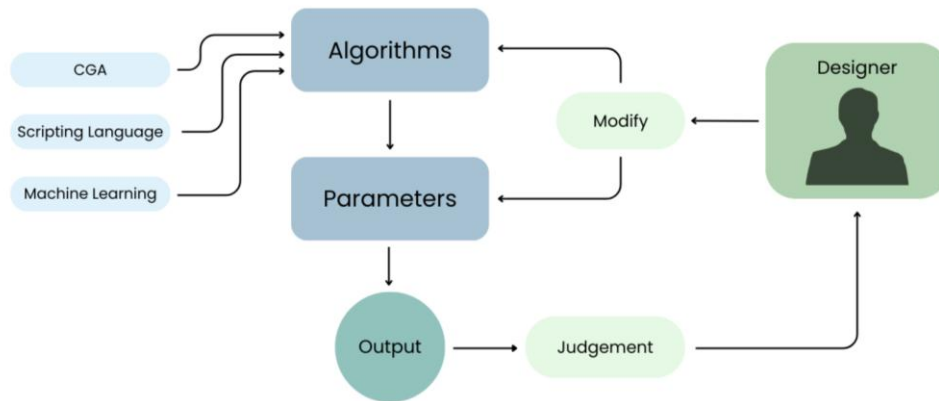 CGA
Scripting Language
Machine Learning
Algorithms
Parameters
Output
Modify
Judgement
Designer